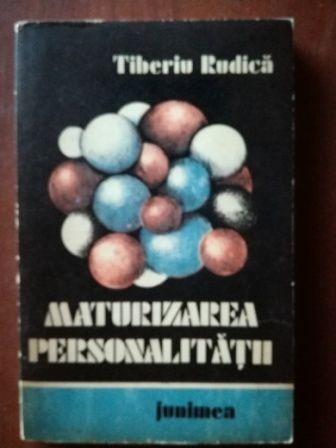 Tiberiu Rudică
MATURIZAREA
PERSONALITĂȚII
junimea